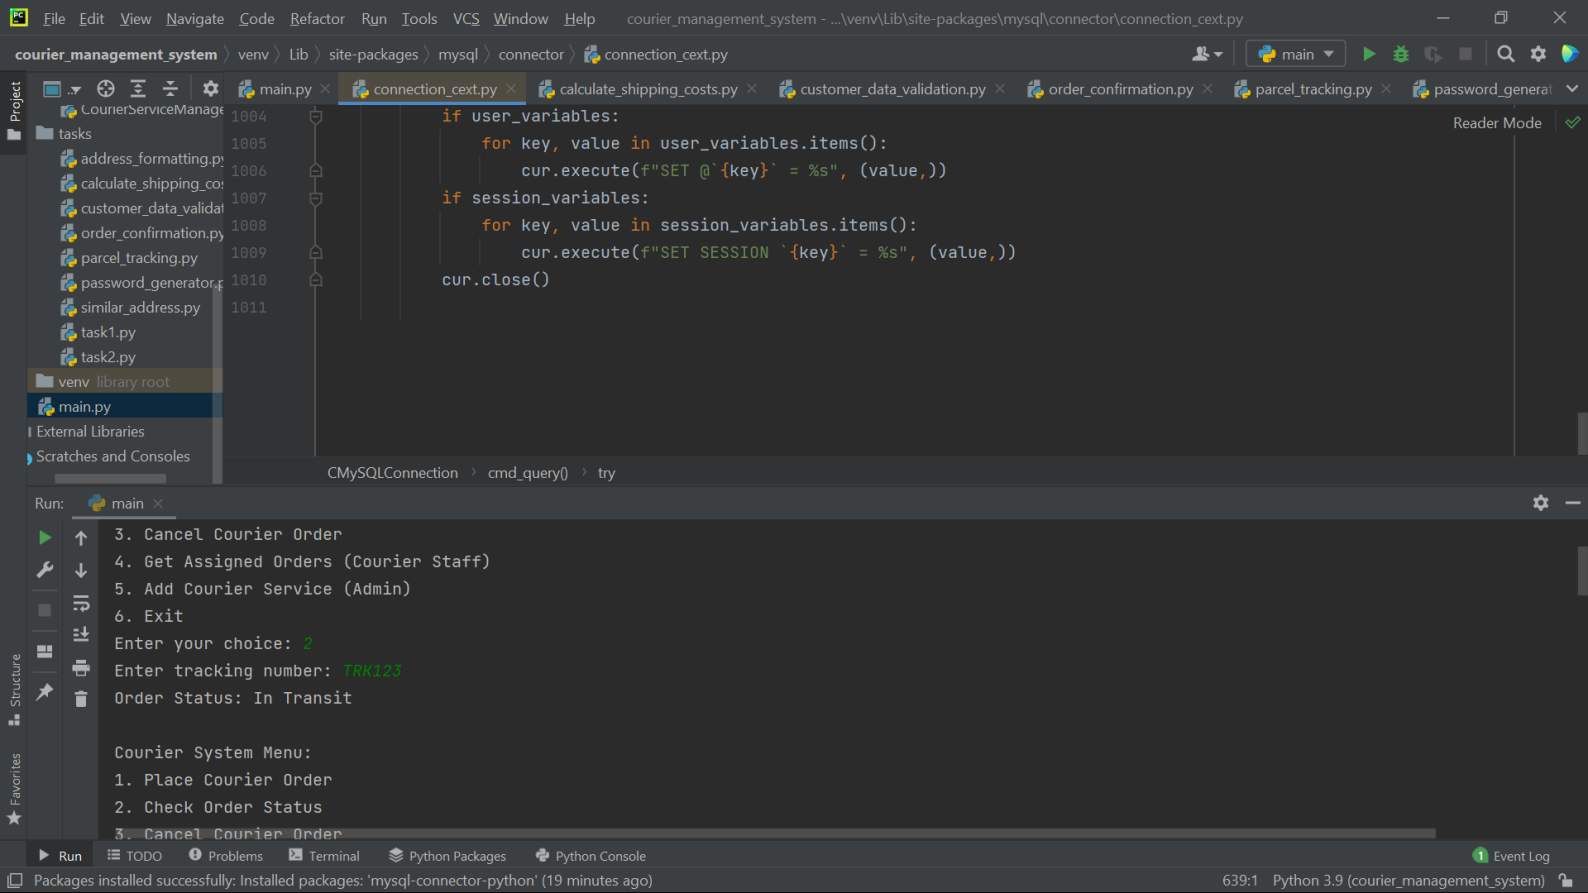 File Edit View Navigate Code Refactor Run Tools VCS Window Help courier_management_system - ...\venv\Lib\site-packages\mysql\connector\connection_cext.py
courier_management_system venv Lib site-packages mysql connector connection_cext.py main
Project
main.py connection_cext.py calculate_shipping_costs.py customer_data_validation.py order_confirmation.py parcel_tracking.py password_generat
CourierServiceManage
tasks
address_formatting.py
calculate_shipping_cos
customer_data_validat
order_confirmation.py
parcel_tracking.py
password_generator.p
similar_address.py
task1.py
task2.py
venv library root
main.py
External Libraries
Scratches and Consoles
Reader Mode
1004 if user_variables:
1005 for key, value in user_variables.items():
1006 cur.execute(f"SET @`{key}` = %s", (value,))
1007 if session_variables:
1008 for key, value in session_variables.items():
1009 cur.execute(f"SET SESSION `{key}` = %s", (value,))
1010 cur.close()
1011
CMySQLConnection cmd_query() try
Run: main
3. Cancel Courier Order
4. Get Assigned Orders (Courier Staff)
5. Add Courier Service (Admin)
6. Exit
Enter your choice: 2
Enter tracking number: TRK123
Order Status: In Transit
Courier System Menu:
1. Place Courier Order
2. Check Order Status
3. Cancel Courier Order
Structure
Favorites
Run TODO Problems Terminal Python Packages Python Console 1 Event Log
Packages installed successfully: Installed packages: 'mysql-connector-python' (19 minutes ago) 639:1 Python 3.9 (courier_management_system)